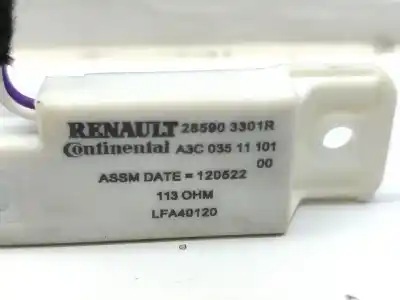 RENAULT 28590 3301R
Continental A3C 035 11 101
00
ASSM DATE = 120522
113 OHM
LFA40120